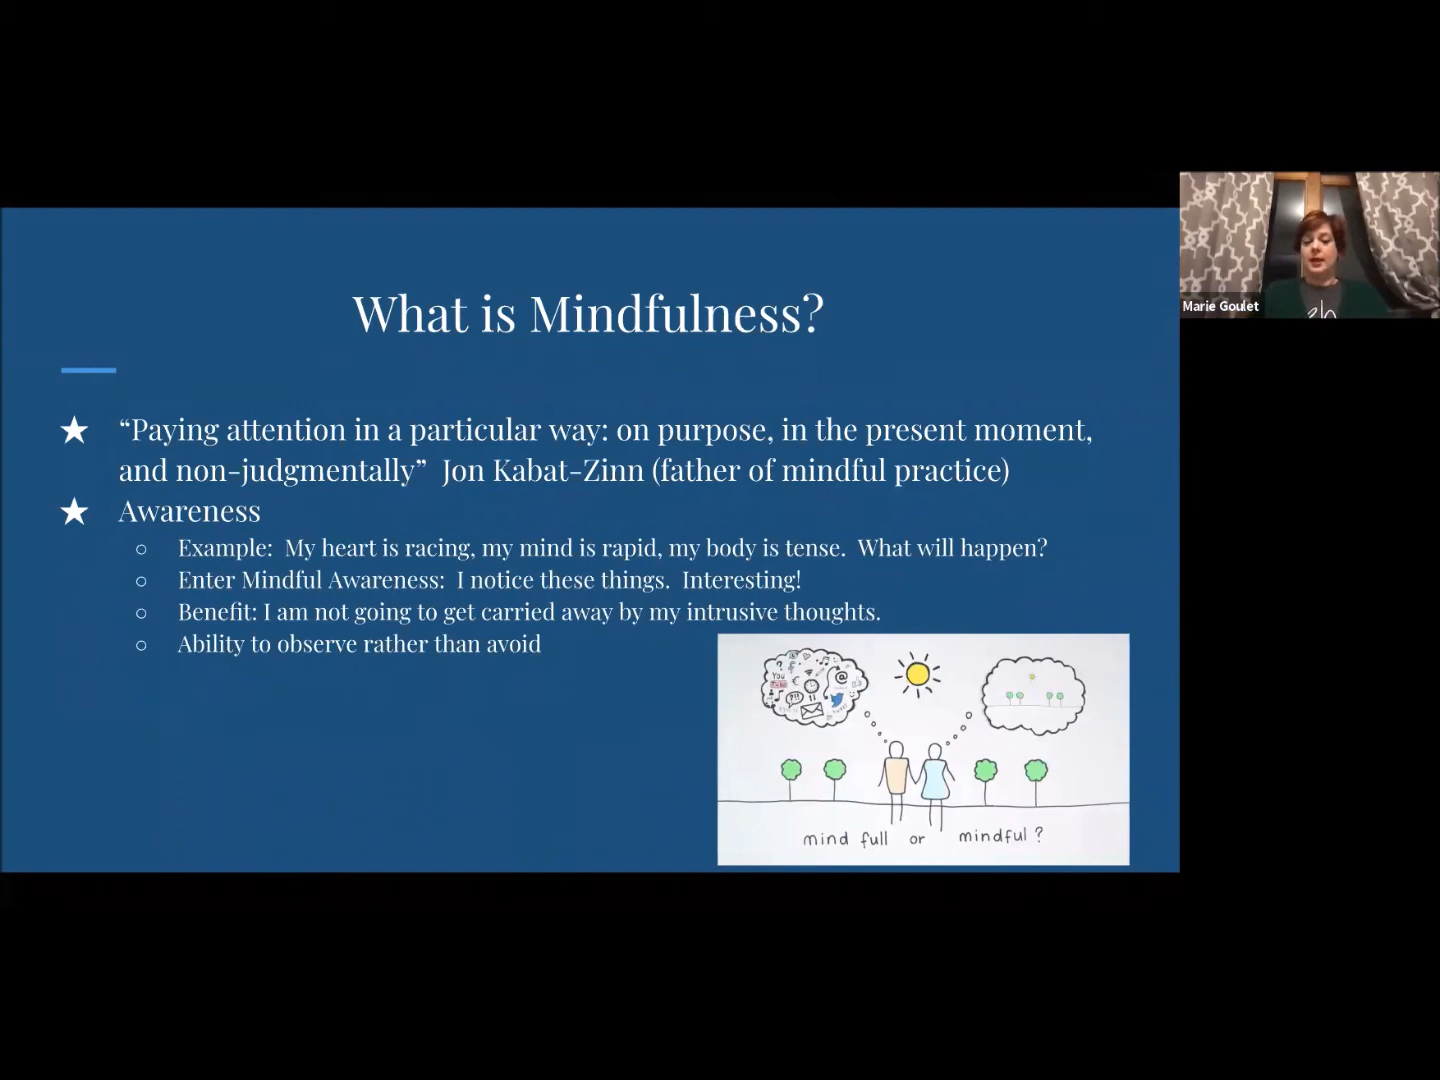 What is Mindfulness?
★ “Paying attention in a particular way: on purpose, in the present moment,
and non-judgmentally”  Jon Kabat-Zinn (father of mindful practice)
★ Awareness
○ Example:  My heart is racing, my mind is rapid, my body is tense.  What will happen?
○ Enter Mindful Awareness:  I notice these things.  Interesting!
○ Benefit: I am not going to get carried away by my intrusive thoughts.
○ Ability to observe rather than avoid
You
mind full or mindful?
Marie Goulet